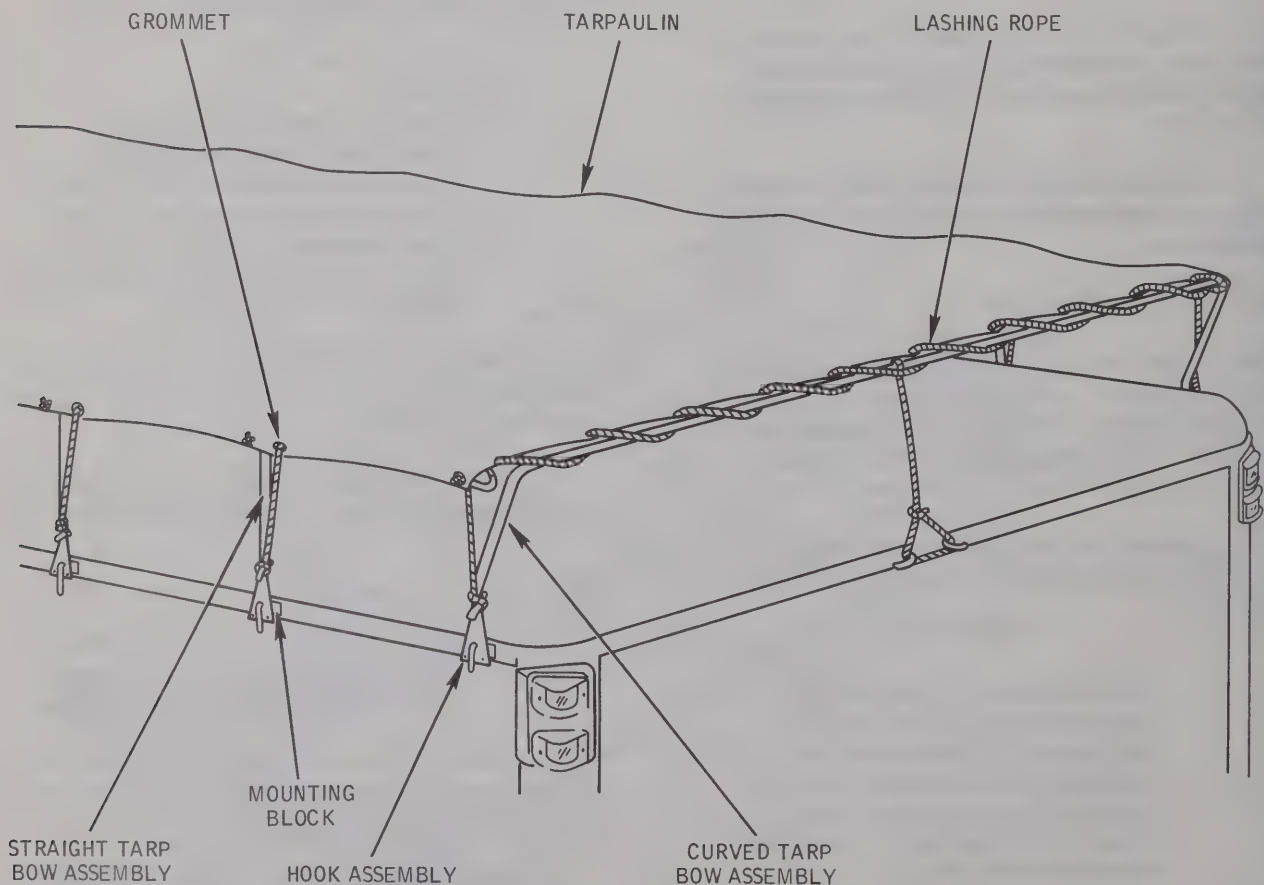 GROMMET
TARPAULIN
LASHING ROPE
MOUNTING
BLOCK
STRAIGHT TARP
BOW ASSEMBLY
HOOK ASSEMBLY
CURVED TARP
BOW ASSEMBLY